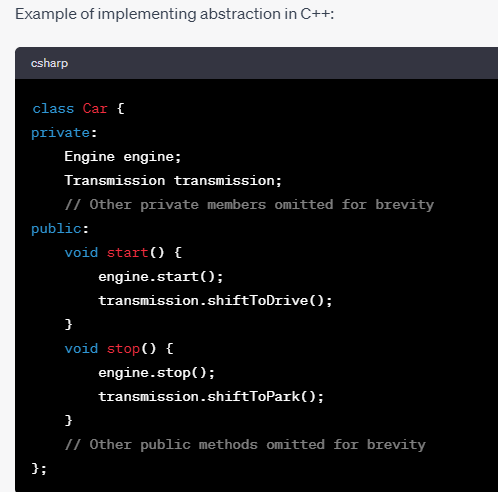 Example of implementing abstraction in C++:
csharp
class Car {
private:
    Engine engine;
    Transmission transmission;
    // Other private members omitted for brevity
public:
    void start() {
        engine.start();
        transmission.shiftToDrive();
    }
    void stop() {
        engine.stop();
        transmission.shiftToPark();
    }
    // Other public methods omitted for brevity
};